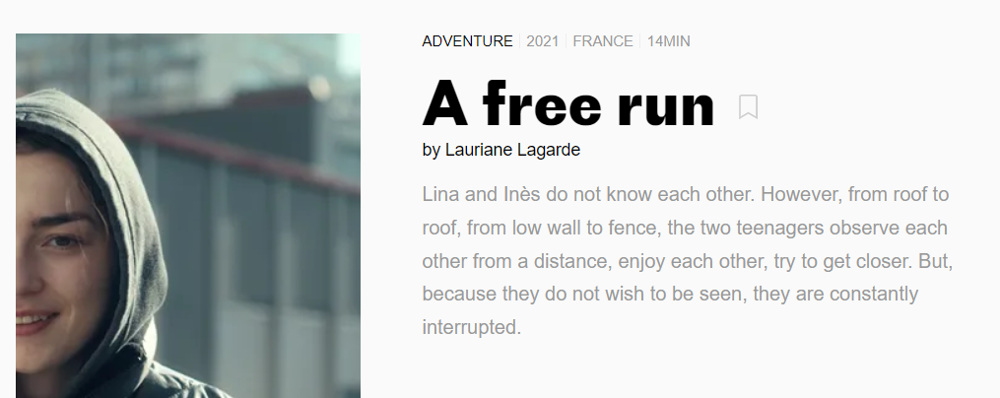 ADVENTURE 2021 FRANCE 14MIN
A free run
by Lauriane Lagarde
Lina and Inès do not know each other. However, from roof to
roof, from low wall to fence, the two teenagers observe each
other from a distance, enjoy each other, try to get closer. But,
because they do not wish to be seen, they are constantly
interrupted.